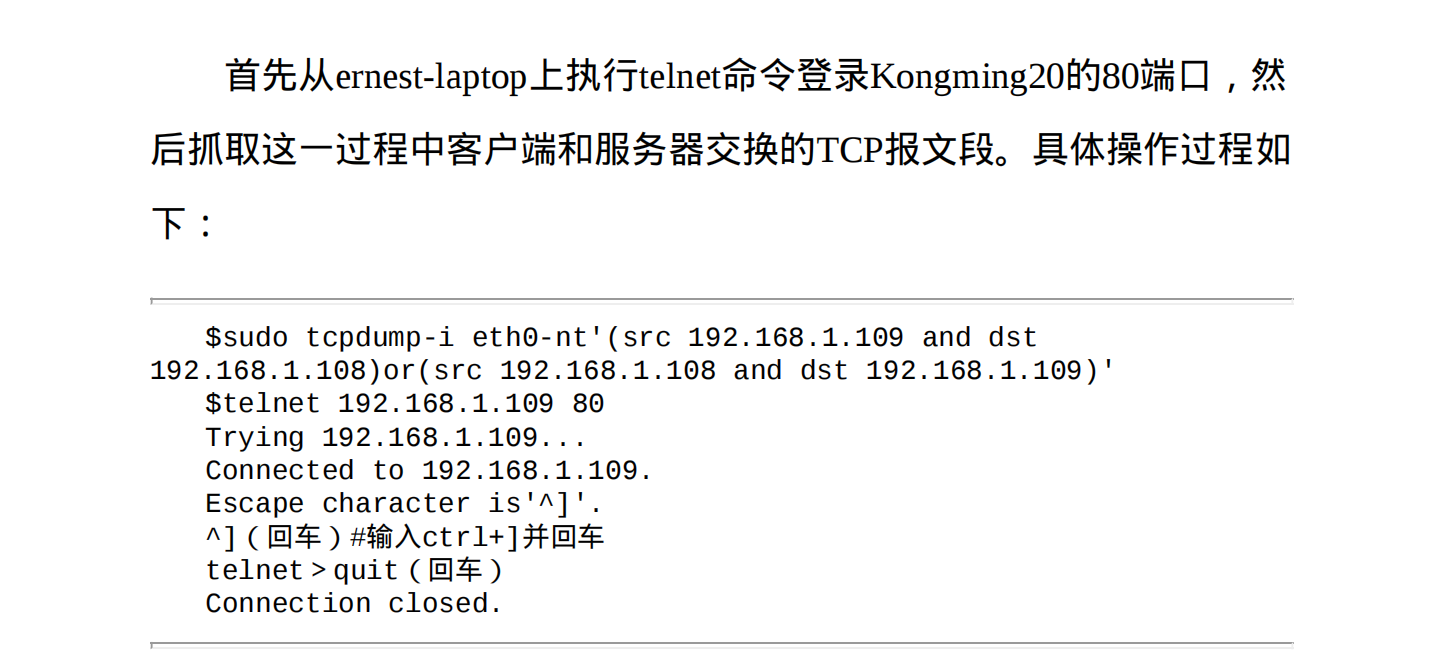 首先从ernest-laptop上执行telnet命令登录Kongming20的80端口，然
后抓取这一过程中客户端和服务器交换的TCP报文段。具体操作过程如
下：
$sudo tcpdump-i eth0-nt'(src 192.168.1.109 and dst
192.168.1.108)or(src 192.168.1.108 and dst 192.168.1.109)'
$telnet 192.168.1.109 80
Trying 192.168.1.109...
Connected to 192.168.1.109.
Escape character is'^]'.
^]（回车）#输入ctrl+]并回车
telnet＞quit（回车）
Connection closed.